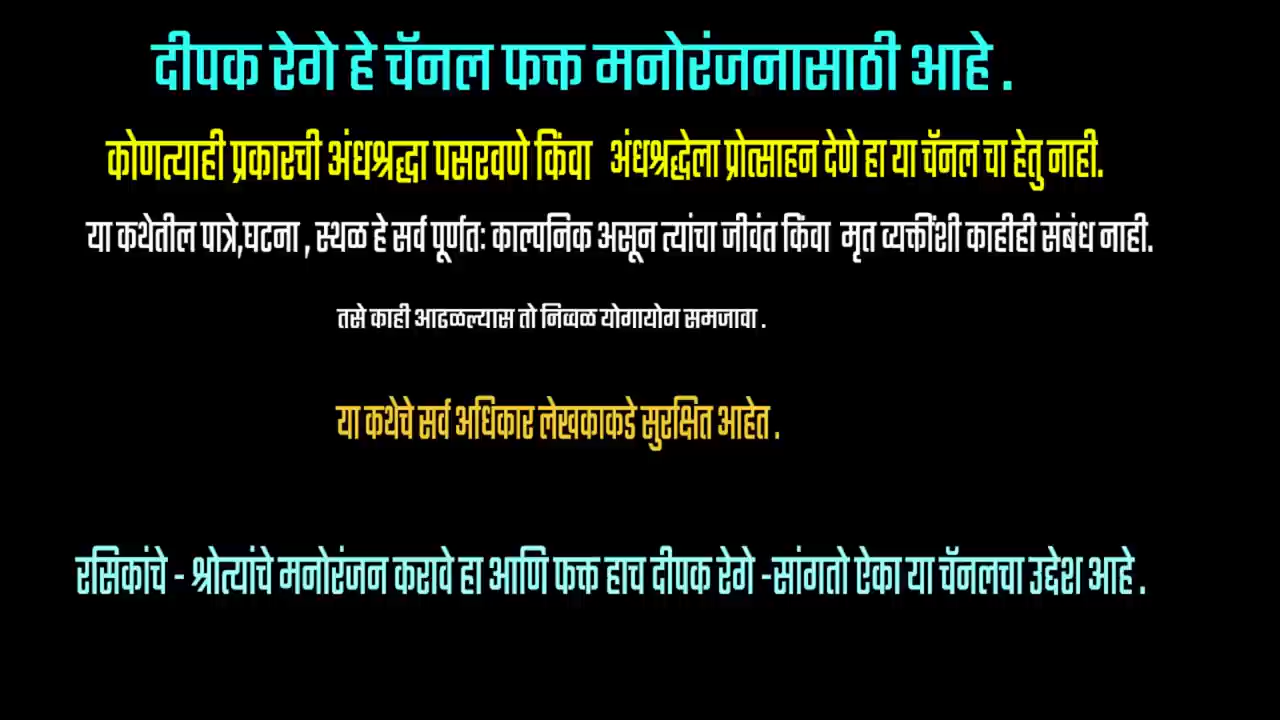 दीपक रेगे हे चॅनल फक्त मनोरंजनासाठी आहे .
कोणत्याही प्रकारची अंधश्रद्धा पसरवणे किंवा अंधश्रद्धेला प्रोत्साहन देणे हा या चॅनल चा हेतु नाही.
या कथेतील पात्रे,घटना , स्थळ हे सर्व पूर्णतः काल्पनिक असून त्यांचा जीवंत किंवा मृत व्यक्तींशी काहीही संबंध नाही.
तसे काही आढळल्यास तो निव्वळ योगायोग समजावा .
या कथेचे सर्व अधिकार लेखकाकडे सुरक्षित आहेत .
रसिकांचे - श्रोत्यांचे मनोरंजन करावे हा आणि फक्त हाच दीपक रेगे -सांगतो ऐका या चॅनलचा उद्देश आहे .